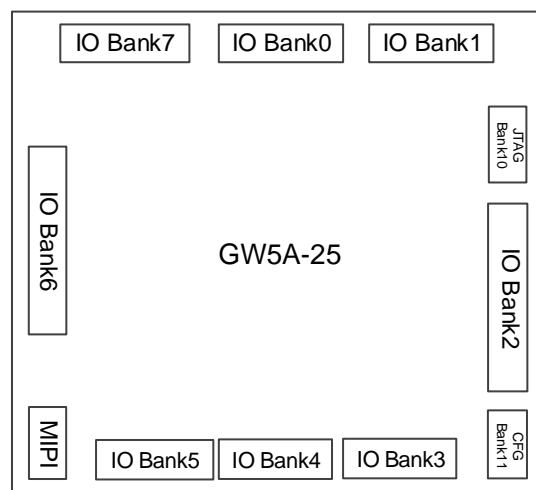 IO Bank7
IO Bank0
IO Bank1
JTAG
Bank10
IO Bank6
GW5A-25
IO Bank2
MIPI
IO Bank5
IO Bank4
IO Bank3
CFG
Bank11